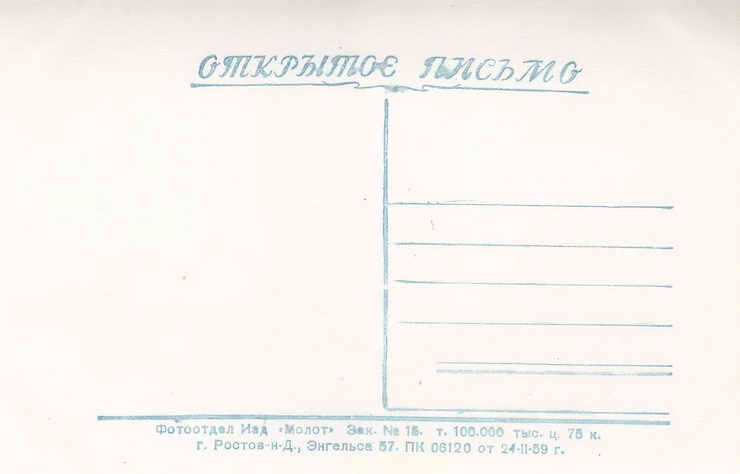 ОТКРЫТОЕ ПИСЬМО
Фотоотдел Изд «Молот» Зак. № 15. т. 100.000 тыс. ц. 75 к.
г. Ростов-н-Д., Энгельса 57. ПК 06120 от 24-II-59 г.